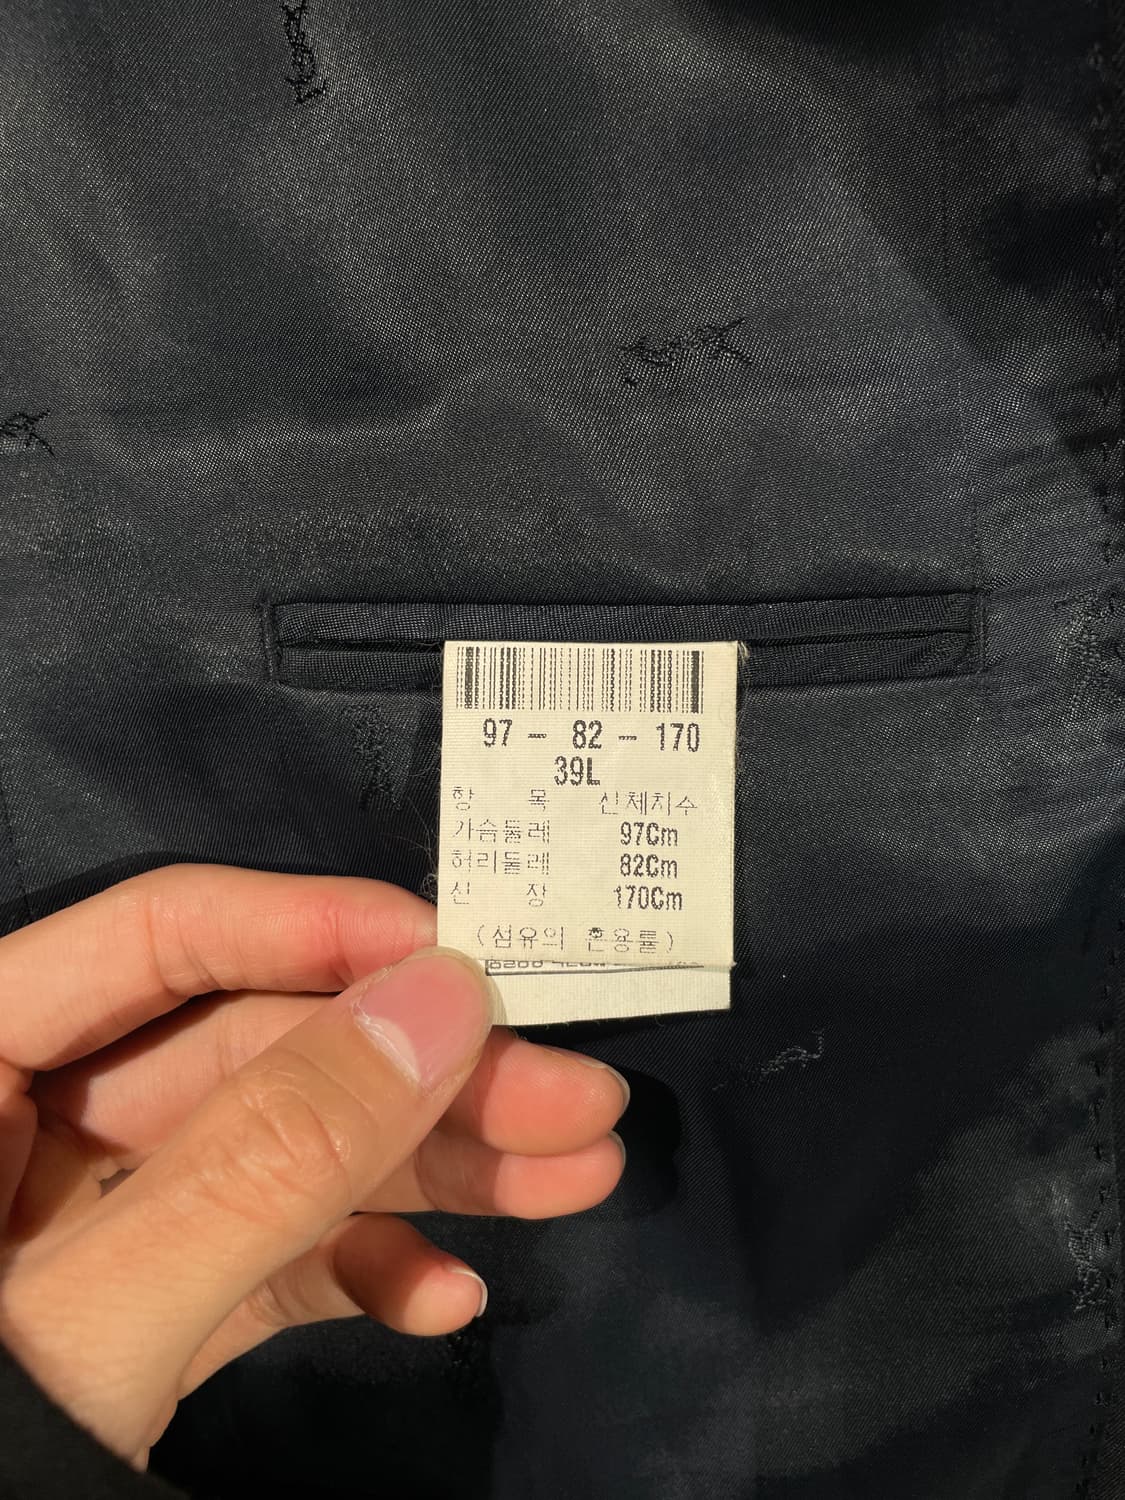 97 - 82 - 170
39L
항 목 신체치수
가슴둘레 97Cm
허리둘레 82Cm
신 장 170Cm
(섬유의 혼용률)